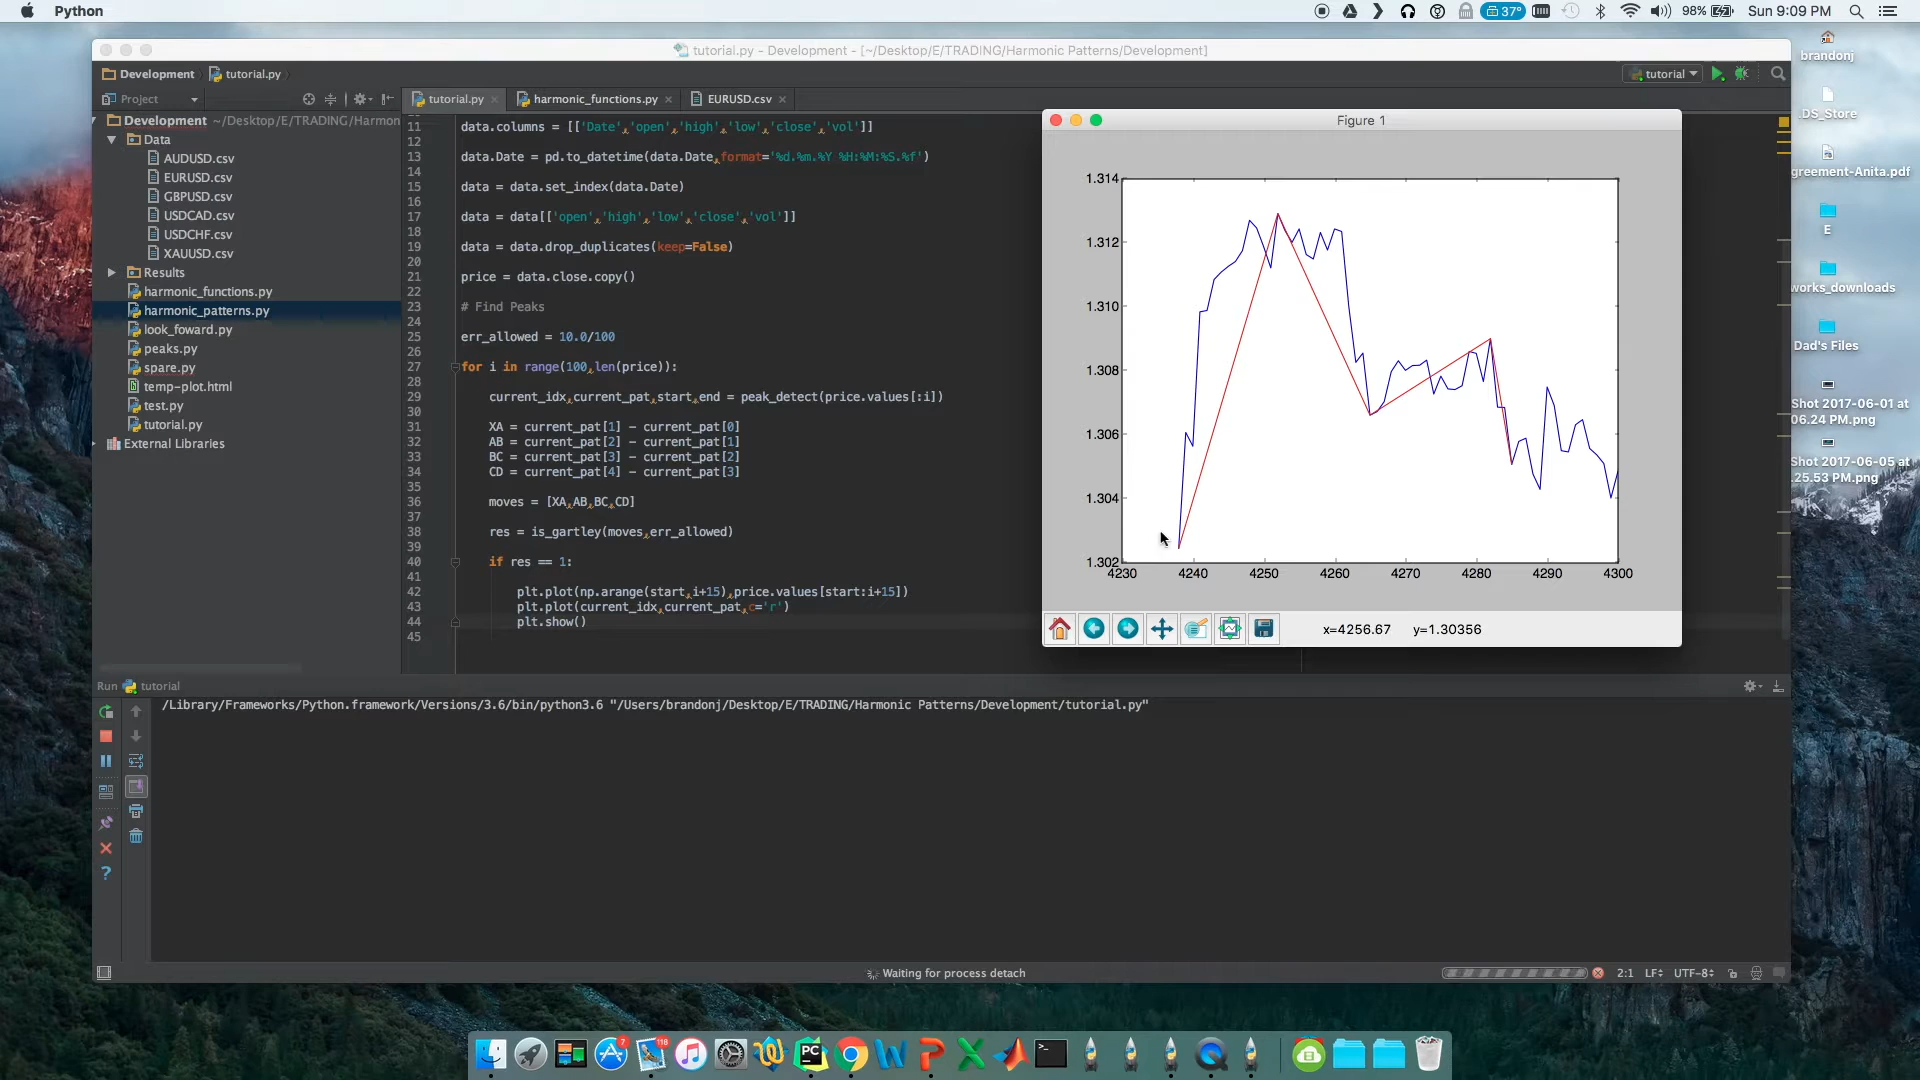 Python
37°
98%
Sun 9:09 PM
tutorial.py - Development - [~/Desktop/E/TRADING/Harmonic Patterns/Development]
Development
tutorial.py
tutorial
Project
tutorial.py
harmonic_functions.py
EURUSD.csv
Development ~/Desktop/E/TRADING/Harmon
Data
AUDUSD.csv
EURUSD.csv
GBPUSD.csv
USDCAD.csv
USDCHF.csv
XAUUSD.csv
Results
harmonic_functions.py
harmonic_patterns.py
look_foward.py
peaks.py
spare.py
temp-plot.html
test.py
tutorial.py
External Libraries
11 data.columns = [['Date','open','high','low','close','vol']]
12
13 data.Date = pd.to_datetime(data.Date,format='%d.%m.%Y %H:%M:%S.%f')
14
15 data = data.set_index(data.Date)
16
17 data = data[['open','high','low','close','vol']]
18
19 data = data.drop_duplicates(keep=False)
20
21 price = data.close.copy()
22
23 # Find Peaks
24
25 err_allowed = 10.0/100
26
27 for i in range(100,len(price)):
28
29 current_idx,current_pat,start,end = peak_detect(price.values[:i])
30
31 XA = current_pat[1] - current_pat[0]
32 AB = current_pat[2] - current_pat[1]
33 BC = current_pat[3] - current_pat[2]
34 CD = current_pat[4] - current_pat[3]
35
36 moves = [XA,AB,BC,CD]
37
38 res = is_gartley(moves,err_allowed)
39
40 if res == 1:
41
42 plt.plot(np.arange(start,i+15),price.values[start:i+15])
43 plt.plot(current_idx,current_pat,c='r')
44 plt.show()
45
Figure 1
1.314
1.312
1.310
1.308
1.306
1.304
1.302
4230 4240 4250 4260 4270 4280 4290 4300
x=4256.67 y=1.30356
Run tutorial
/Library/Frameworks/Python.framework/Versions/3.6/bin/python3.6 "/Users/brandonj/Desktop/E/TRADING/Harmonic Patterns/Development/tutorial.py"
Waiting for process detach
2:1 LF UTF-8
brandonj
.DS_Store
greement-Anita.pdf
E
works_downloads
Dad's Files
Shot 2017-06-01 at
06.24 PM.png
Shot 2017-06-05 at
.25.53 PM.png
7
118
PC